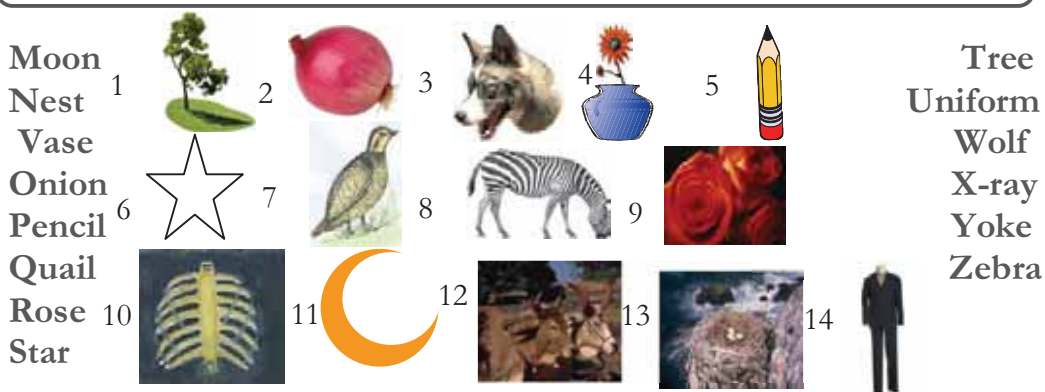 Moon
Nest
Vase
Onion
Pencil
Quail
Rose
Star
1
2
3
4
5
6
7
8
9
10
11
12
13
14
Tree
Uniform
Wolf
X-ray
Yoke
Zebra